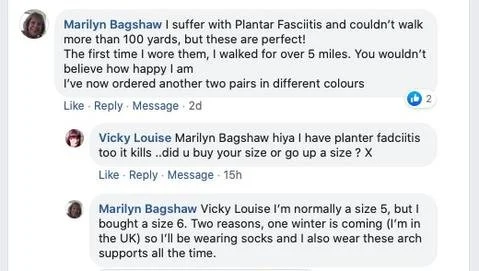 Marilyn Bagshaw I suffer with Plantar Fasciitis and couldn't walk
more than 100 yards, but these are perfect!
The first time I wore them, I walked for over 5 miles. You wouldn't
believe how happy I am
I've now ordered another two pairs in different colours
Like · Reply · Message · 2d
2
Vicky Louise Marilyn Bagshaw hiya I have planter fadciitis
too it kills ..did u buy your size or go up a size ? X
Like · Reply · Message · 15h
Marilyn Bagshaw Vicky Louise I'm normally a size 5, but I
bought a size 6. Two reasons, one winter is coming (I'm in
the UK) so I'll be wearing socks and I also wear these arch
supports all the time.